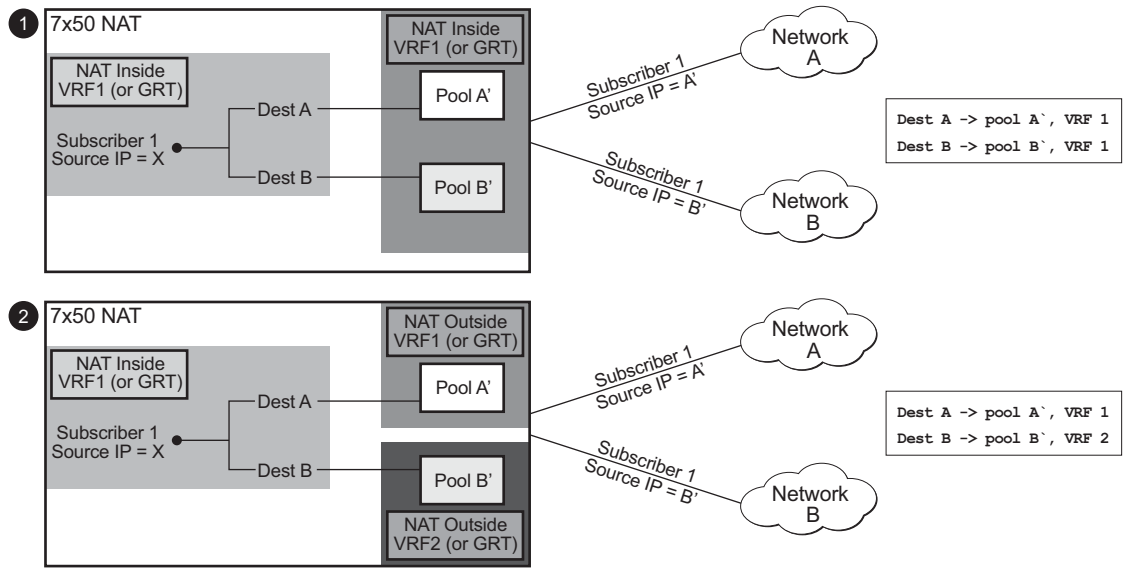 1
7x50 NAT
NAT Inside
VRF1 (or GRT)
Subscriber 1
Source IP = X
Dest A
Dest B
NAT Inside
VRF1 (or GRT)
Pool A’
Pool B’
Subscriber 1
Source IP = A’
Subscriber 1
Source IP = B’
Network
A
Network
B
Dest A -> pool A`, VRF 1
Dest B -> pool B`, VRF 1
2
7x50 NAT
NAT Inside
VRF1 (or GRT)
Subscriber 1
Source IP = X
Dest A
Dest B
NAT Outside
VRF1 (or GRT)
Pool A’
Pool B’
NAT Outside
VRF2 (or GRT)
Subscriber 1
Source IP = A’
Subscriber 1
Source IP = B’
Network
A
Network
B
Dest A -> pool A`, VRF 1
Dest B -> pool B`, VRF 2